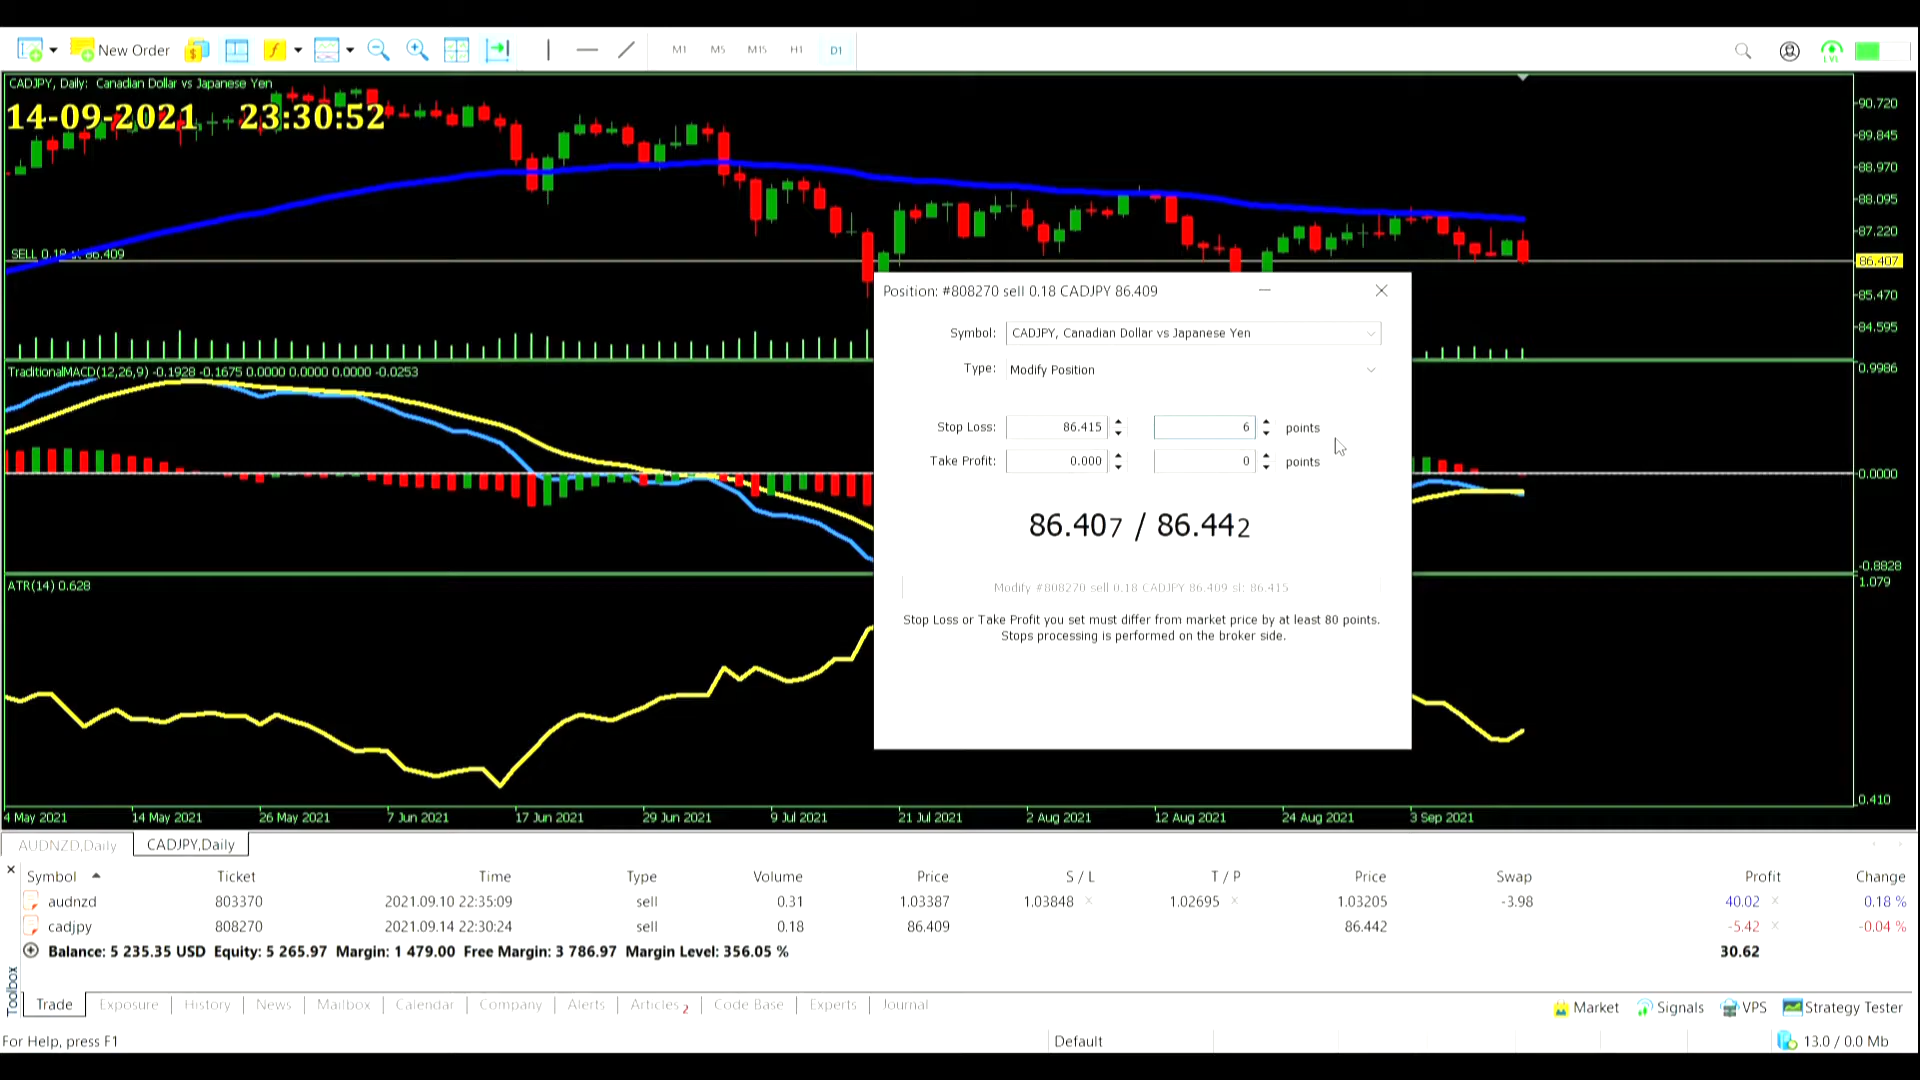 New Order M1 M5 M15 H1 D1
LVL
CADJPY, Daily: Canadian Dollar vs Japanese Yen
14-09-2021 23:30:52
90.720
89.845
88.970
88.095
87.220
SELL 0.18 at 86.409
86.407
85.470
84.595
Position: #808270 sell 0.18 CADJPY 86.409
Symbol: CADJPY, Canadian Dollar vs Japanese Yen
Type: Modify Position
Stop Loss: 86.415 6 points
Take Profit: 0.000 0 points
86.407 / 86.442
Modify #808270 sell 0.18 CADJPY 86.409 sl: 86.415
Stop Loss or Take Profit you set must differ from market price by at least 80 points.
Stops processing is performed on the broker side.
TraditionalMACD(12,26,9) -0.1928 -0.1675 0.0000 0.0000 0.0000 -0.0253
0.9986
0.0000
-0.8828
ATR(14) 0.628
1.079
0.410
4 May 2021 14 May 2021 26 May 2021 7 Jun 2021 17 Jun 2021 29 Jun 2021 9 Jul 2021 21 Jul 2021 2 Aug 2021 12 Aug 2021 24 Aug 2021 3 Sep 2021
AUDNZD,Daily CADJPY,Daily
Symbol Ticket Time Type Volume Price S / L T / P Price Swap Profit Change
audnzd 803370 2021.09.10 22:35:09 sell 0.31 1.03387 1.03848 1.02695 1.03205 -3.98 40.02 0.18 %
cadjpy 808270 2021.09.14 22:30:24 sell 0.18 86.409 86.442 -5.42 -0.04 %
Balance: 5 235.35 USD Equity: 5 265.97 Margin: 1 479.00 Free Margin: 3 786.97 Margin Level: 356.05 % 30.62
Toolbox
Trade Exposure History News Mailbox Calendar Company Alerts Articles 2 Code Base Experts Journal Market Signals VPS Strategy Tester
For Help, press F1 Default 13.0 / 0.0 Mb